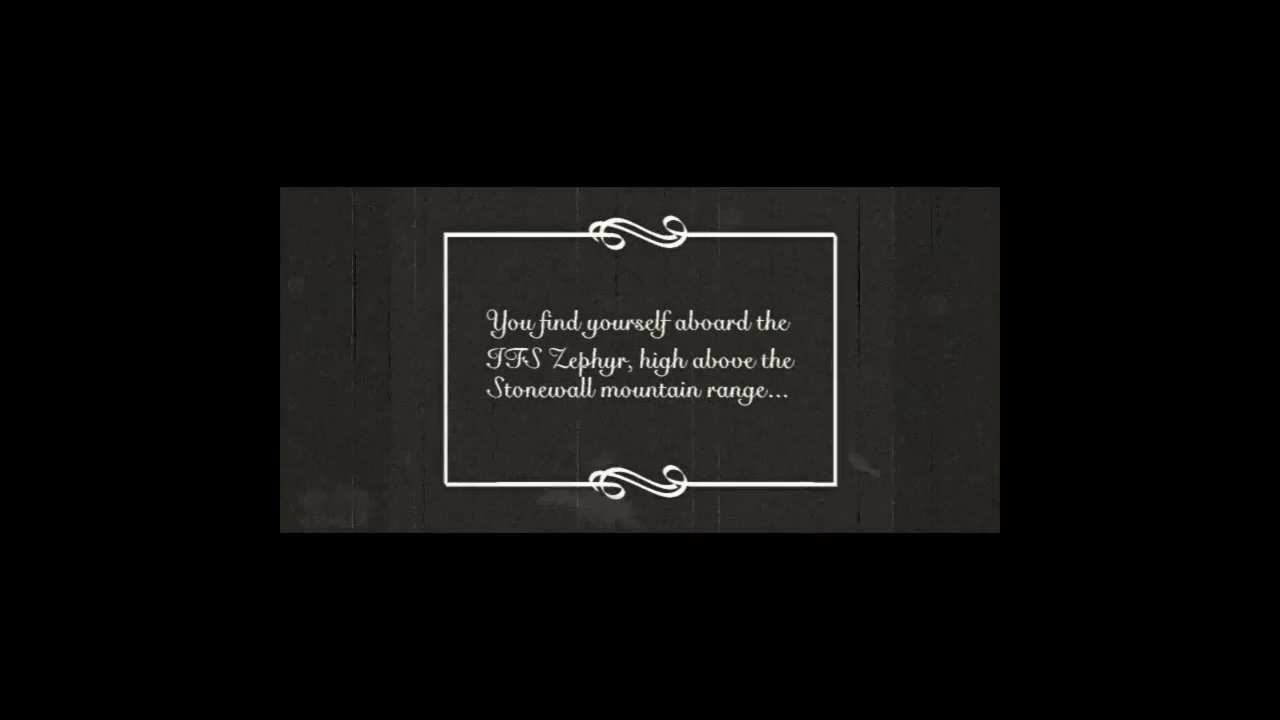 You find yourself aboard the
IFS Zephyr, high above the
Stonewall mountain range...